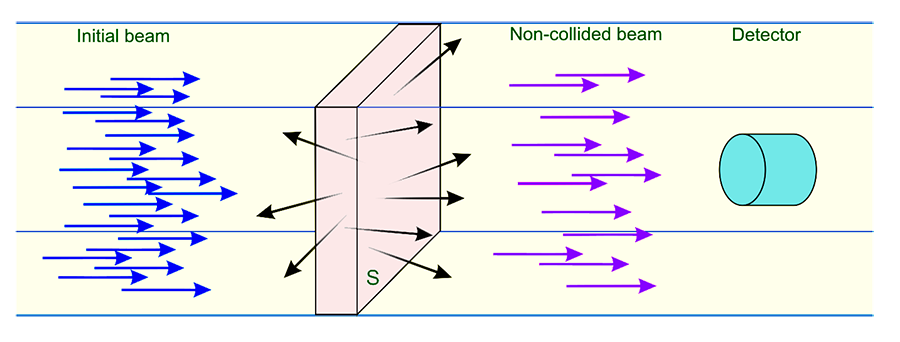 Initial beam
Non-collided beam
Detector
S